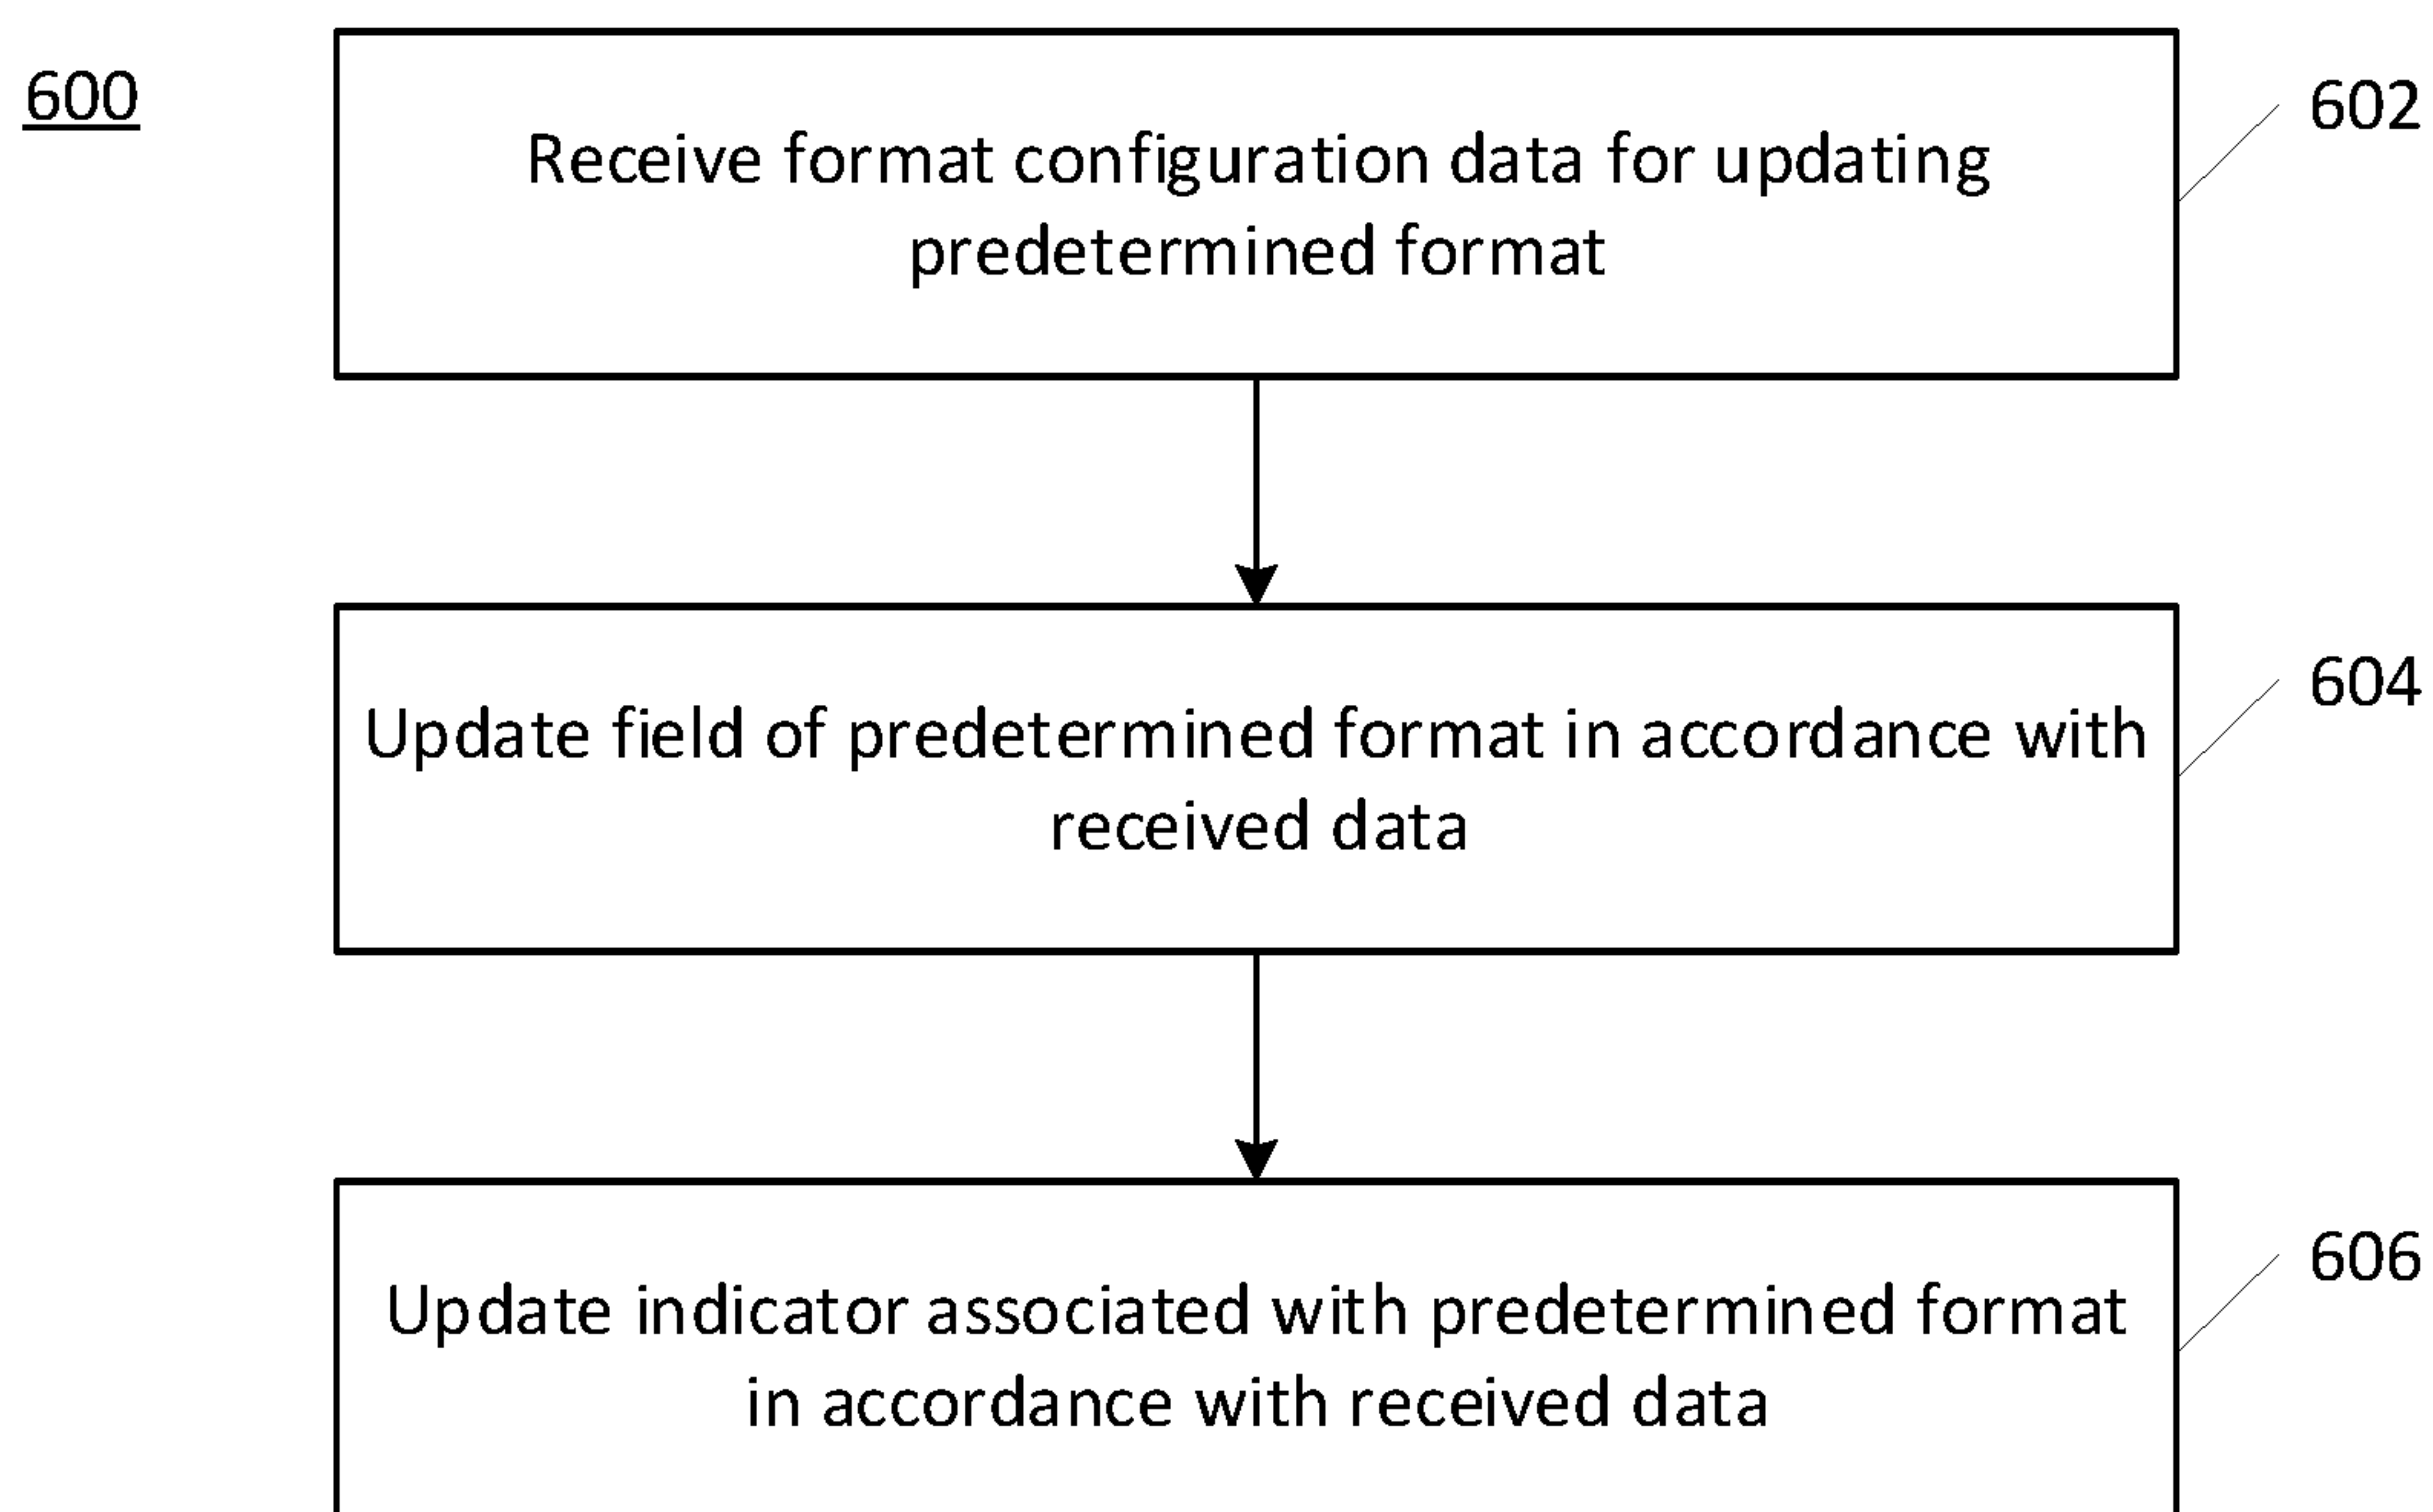 600
602
Receive format configuration data for updating
predetermined format
604
Update field of predetermined format in accordance with
received data
606
Update indicator associated with predetermined format
in accordance with received data